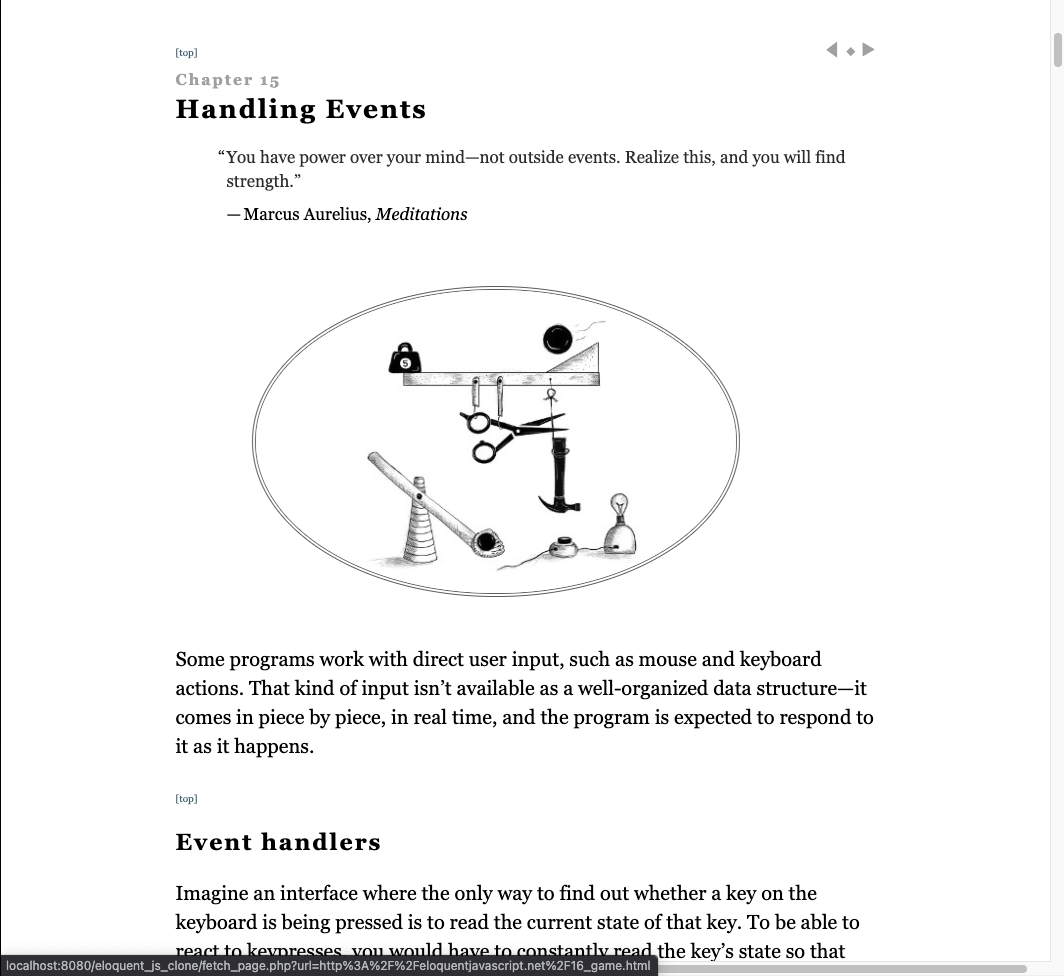 [top]
◀ ◆ ▶
Chapter 15
Handling Events
“You have power over your mind—not outside events. Realize this, and you will find
strength.”
— Marcus Aurelius, Meditations
5
Some programs work with direct user input, such as mouse and keyboard
actions. That kind of input isn’t available as a well-organized data structure—it
comes in piece by piece, in real time, and the program is expected to respond to
it as it happens.
[top]
Event handlers
Imagine an interface where the only way to find out whether a key on the
keyboard is being pressed is to read the current state of that key. To be able to
react to keypresses, you would have to constantly read the key’s state so that
localhost:8080/eloquent_js_clone/fetch_page.php?url=http%3A%2F%2Feloquentjavascript.net%2F16_game.html